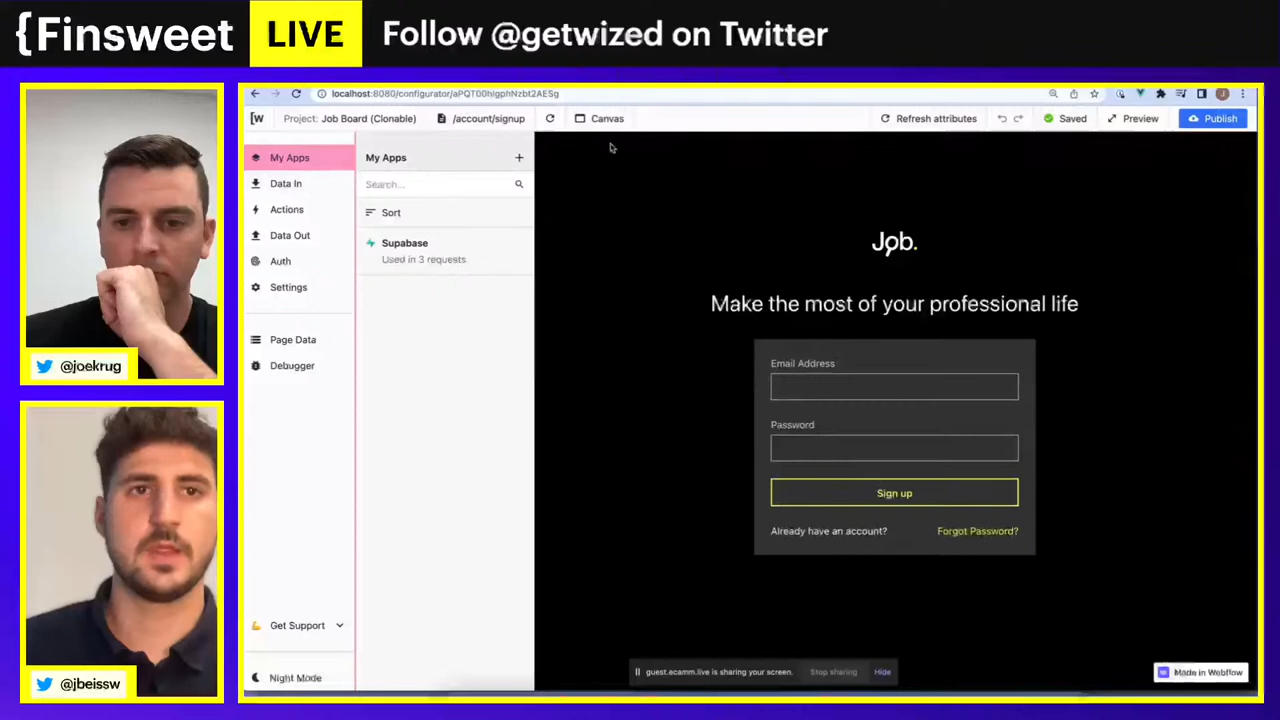 {Finsweet LIVE Follow @getwized on Twitter
localhost:8080/configurator/aPQT00hIgphNzbt2AESg
[w Project: Job Board (Clonable) /account/signup Canvas Refresh attributes Saved Preview Publish
My Apps
Data In
Actions
Data Out
Auth
Settings
Page Data
Debugger
Get Support
Night Mode
My Apps +
Search...
Sort
Supabase
Used in 3 requests
Job.
Make the most of your professional life
Email Address
Password
Sign up
Already have an account? Forgot Password?
guest.ecamm.live is sharing your screen. Stop sharing Hide
Made in Webflow
@joekrug
@jbeissw